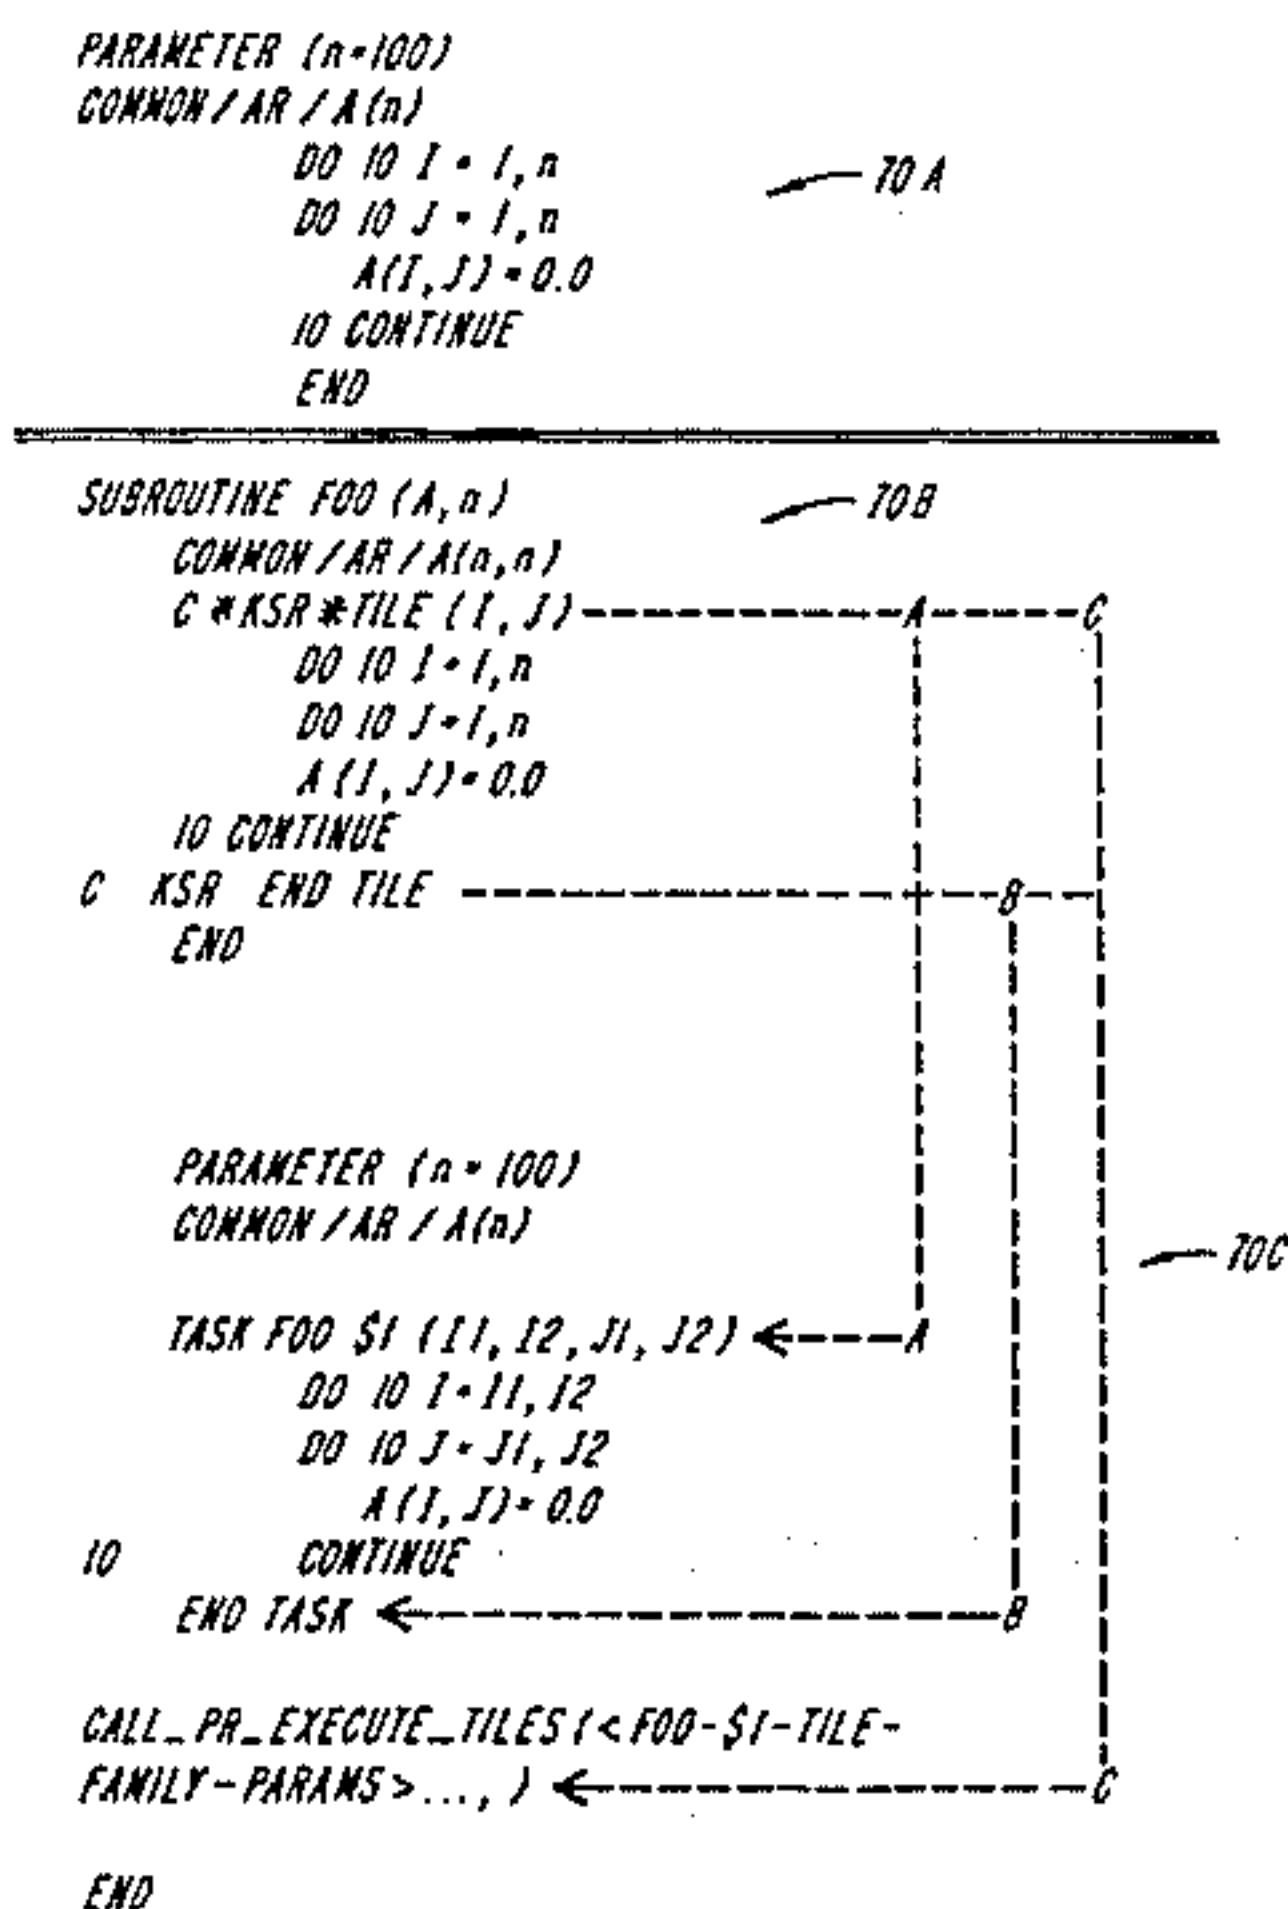 PARAMETER (n=100)
COMMON/AR/A(n)
DO 10 I = 1,n
70A
DO 10 J = 1,n
A(I,J)=0.0
10 CONTINUE
END
SUBROUTINE FOO (A,n)
70B
COMMON/AR/A(n,n)
C*KSR*TILE (I,J) A C
DO 10 I=1,n
DO 10 J=1,n
A(I,J)=0.0
10 CONTINUE
C KSR END TILE B
END
PARAMETER (n=100)
COMMON/AR/A(n)
70C
TASK FOO $1 (I1,I2,J1,J2) A
DO 10 I=I1,I2
DO 10 J=J1,J2
A(I,J)=0.0
10 CONTINUE
END TASK B
CALL_PR_EXECUTE_TILES(<FOO-$1-TILE-
FAMILY-PARAMS>...,) C
END